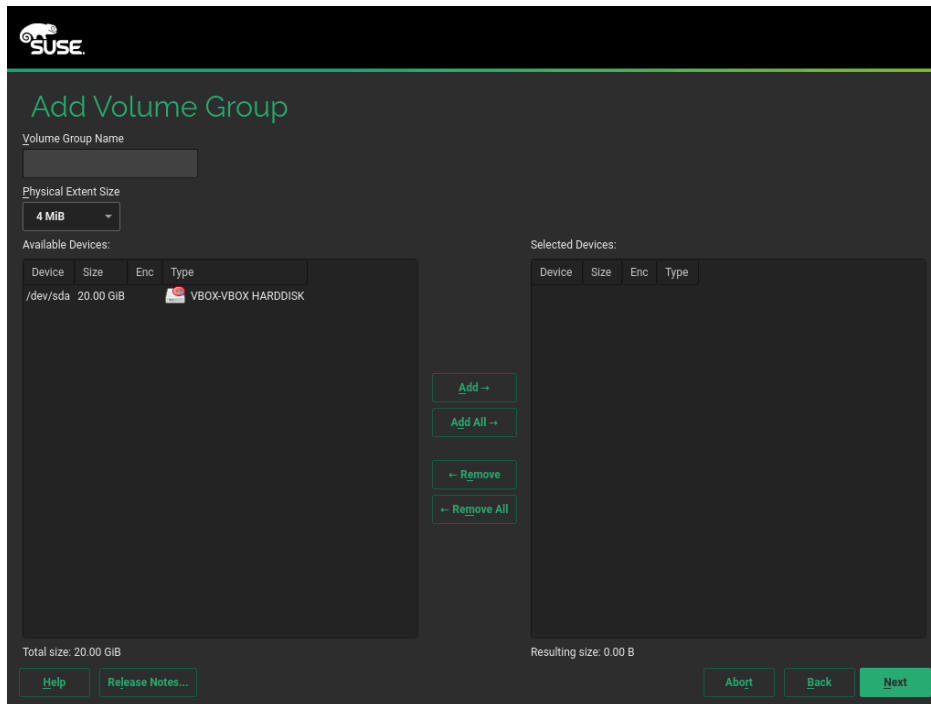 SUSE.
Add Volume Group
Volume Group Name
Physical Extent Size
4 MiB
Available Devices:
Device Size Enc Type
/dev/sda 20.00 GiB VBOX-VBOX HARDDISK
Total size: 20.00 GiB
Add →
Add All →
← Remove
← Remove All
Selected Devices:
Device Size Enc Type
Resulting size: 0.00 B
Help Release Notes... Abort Back Next